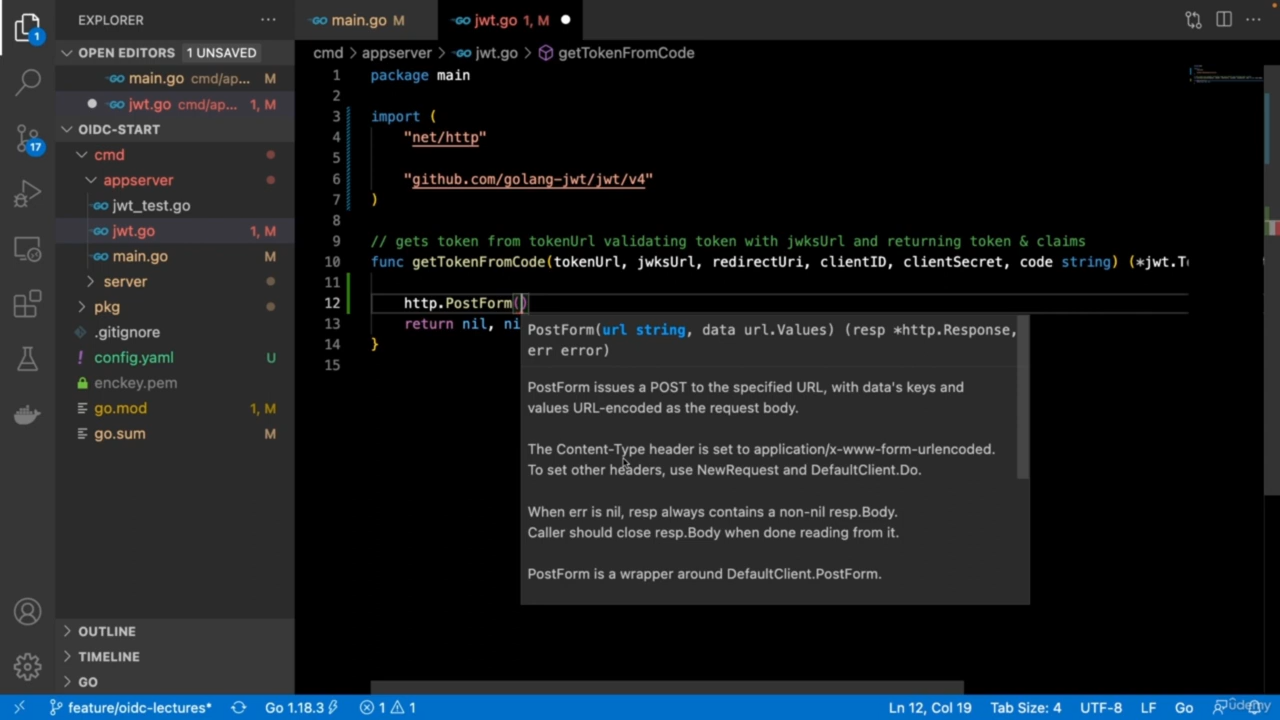 EXPLORER
main.go M
jwt.go 1, M
OPEN EDITORS 1 UNSAVED
cmd > appserver > jwt.go > getTokenFromCode
main.go cmd/ap... M
jwt.go cmd/ap... 1, M
OIDC-START
cmd
appserver
jwt_test.go
jwt.go 1, M
main.go M
server
pkg
.gitignore
config.yaml U
enckey.pem
go.mod 1, M
go.sum M
OUTLINE
TIMELINE
GO
1
17
1 package main
2
3 import (
4 "net/http"
5
6 "github.com/golang-jwt/jwt/v4"
7 )
8
9 // gets token from tokenUrl validating token with jwksUrl and returning token & claims
10 func getTokenFromCode(tokenUrl, jwksUrl, redirectUri, clientID, clientSecret, code string) (*jwt.To
11
12 http.PostForm()
13 return nil, ni
14 }
15
PostForm(url string, data url.Values) (resp *http.Response,
err error)
PostForm issues a POST to the specified URL, with data's keys and
values URL-encoded as the request body.
The Content-Type header is set to application/x-www-form-urlencoded.
To set other headers, use NewRequest and DefaultClient.Do.
When err is nil, resp always contains a non-nil resp.Body.
Caller should close resp.Body when done reading from it.
PostForm is a wrapper around DefaultClient.PostForm.
feature/oidc-lectures* Go 1.18.3 1 1 Ln 12, Col 19 Tab Size: 4 UTF-8 LF Go
Udemy